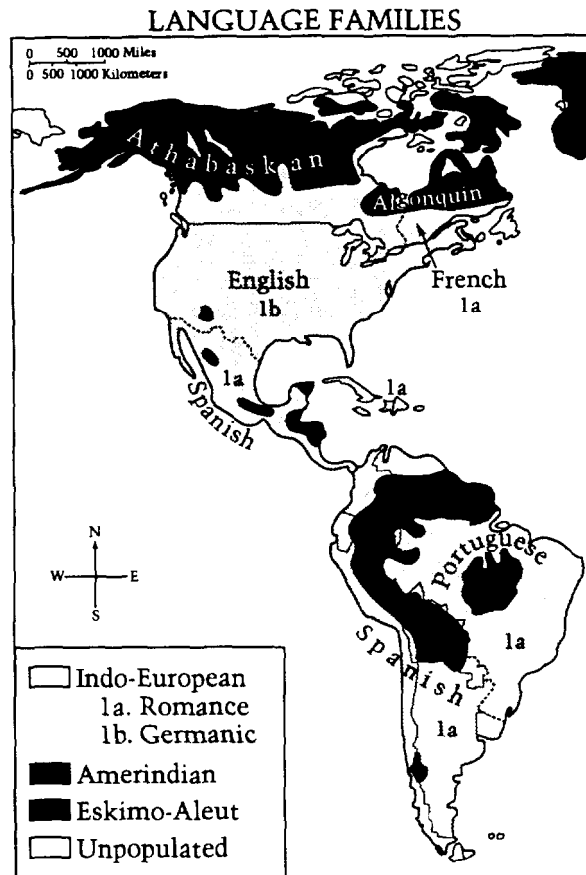 LANGUAGE FAMILIES
0 500 1000 Miles
0 500 1000 Kilometers
Athabaskan
Algonquin
English
1b
French
1a
1a
Spanish
1a
N
W E
S
Portuguese
1a
Spanish
1a
Indo-European
1a. Romance
1b. Germanic
Amerindian
Eskimo-Aleut
Unpopulated